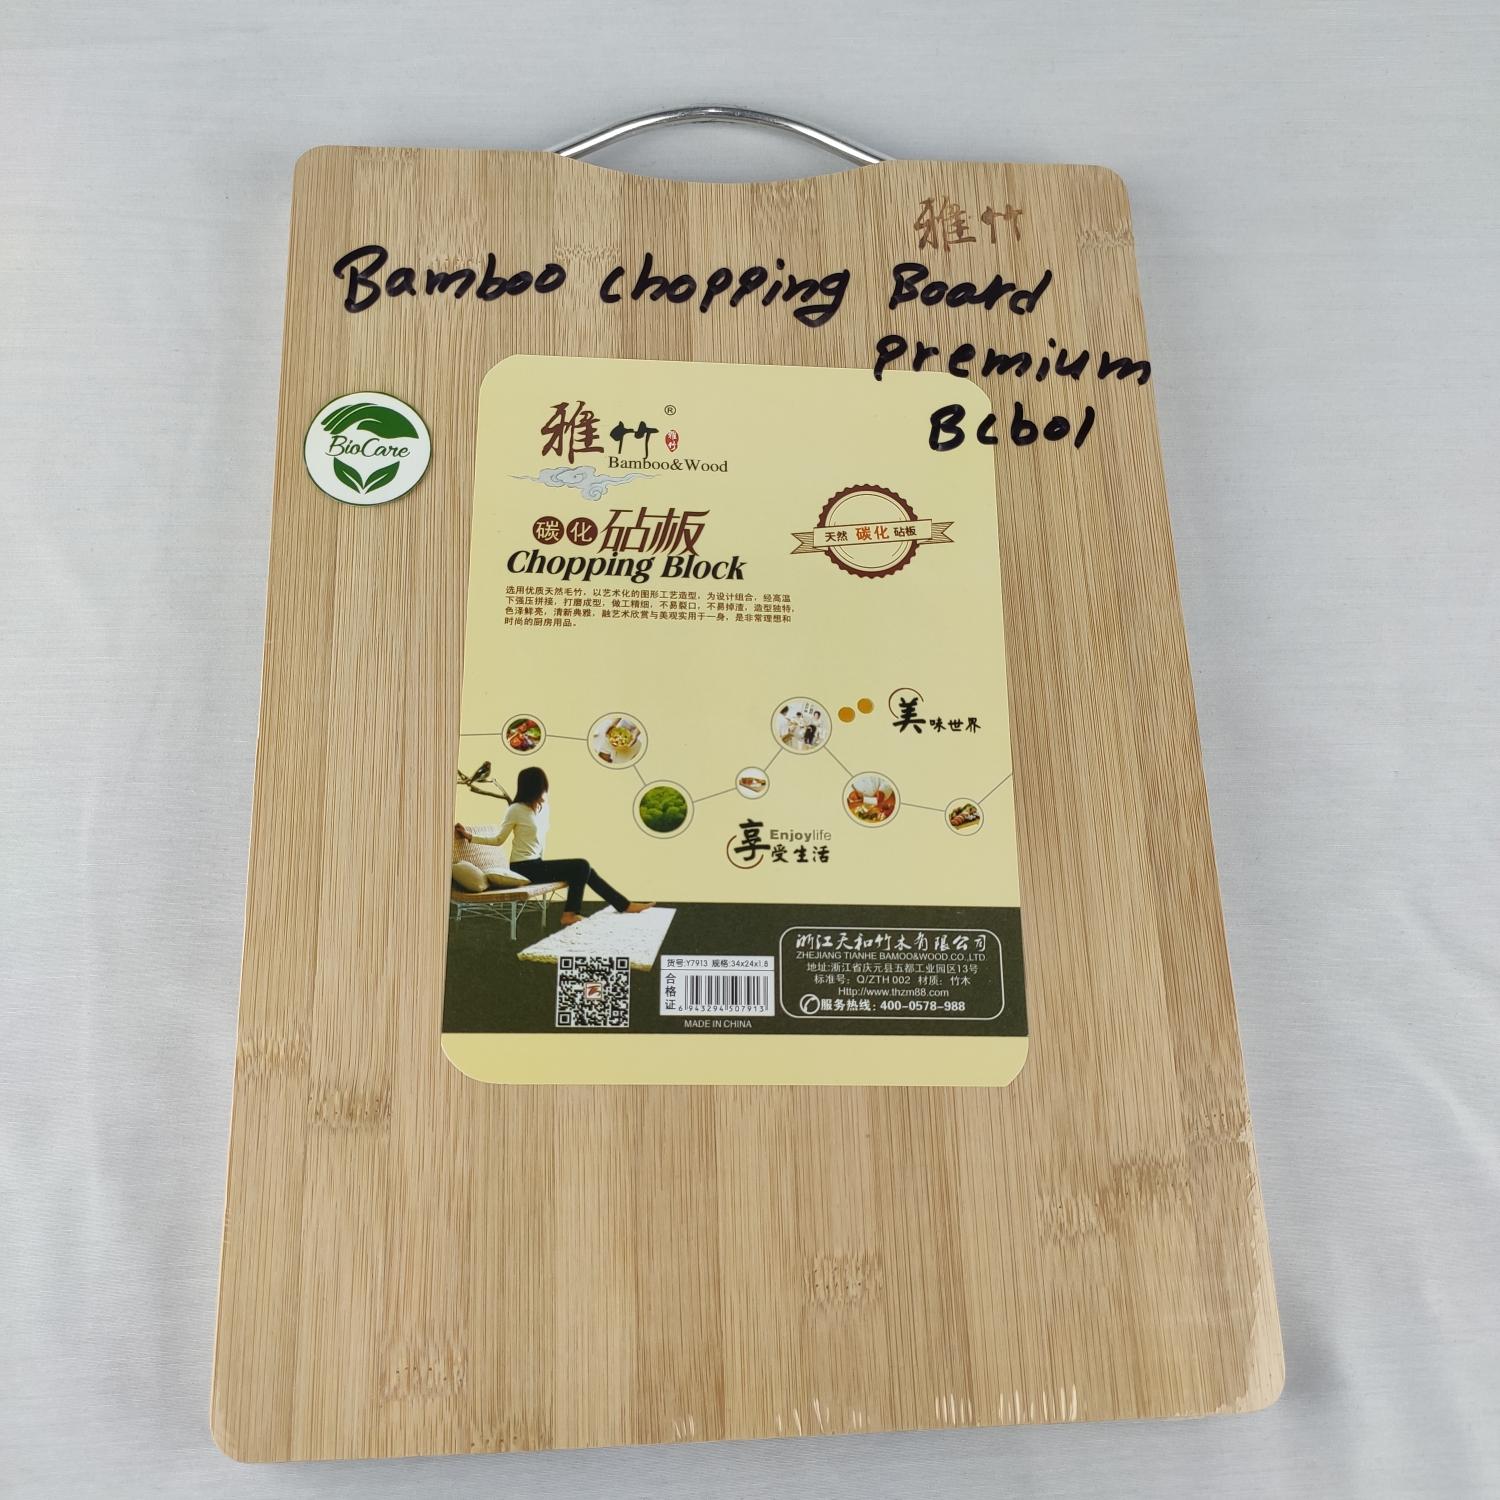 雅竹
Bamboo chopping Board
premium
Bcb01
BioCare
雅竹®
雅竹
Bamboo&Wood
碳化砧板
Chopping Block
天然 碳化 砧板
选用优质天然毛竹，以艺术化的图形工艺造型，为设计组合，经高温
下强压拼接，打磨成型，做工精细，不易裂口，不易掉渣，造型独特，
色泽鲜亮，清新典雅，融艺术欣赏与美观实用于一身，是非常理想和
时尚的厨房用品。
美味世界
Enjoylife
享受生活
浙江天和竹木有限公司
ZHEJIANG TIANHE BAMOO&WOOD.CO.,LTD.
地址:浙江省庆元县五都工业园区13号
标准号：Q/ZTH 002 材质：竹木
Http://www.thzm88.com
服务热线：400-0578-988
货号:Y7913 规格:34x24x1.8
合格证
6943294507913
MADE IN CHINA